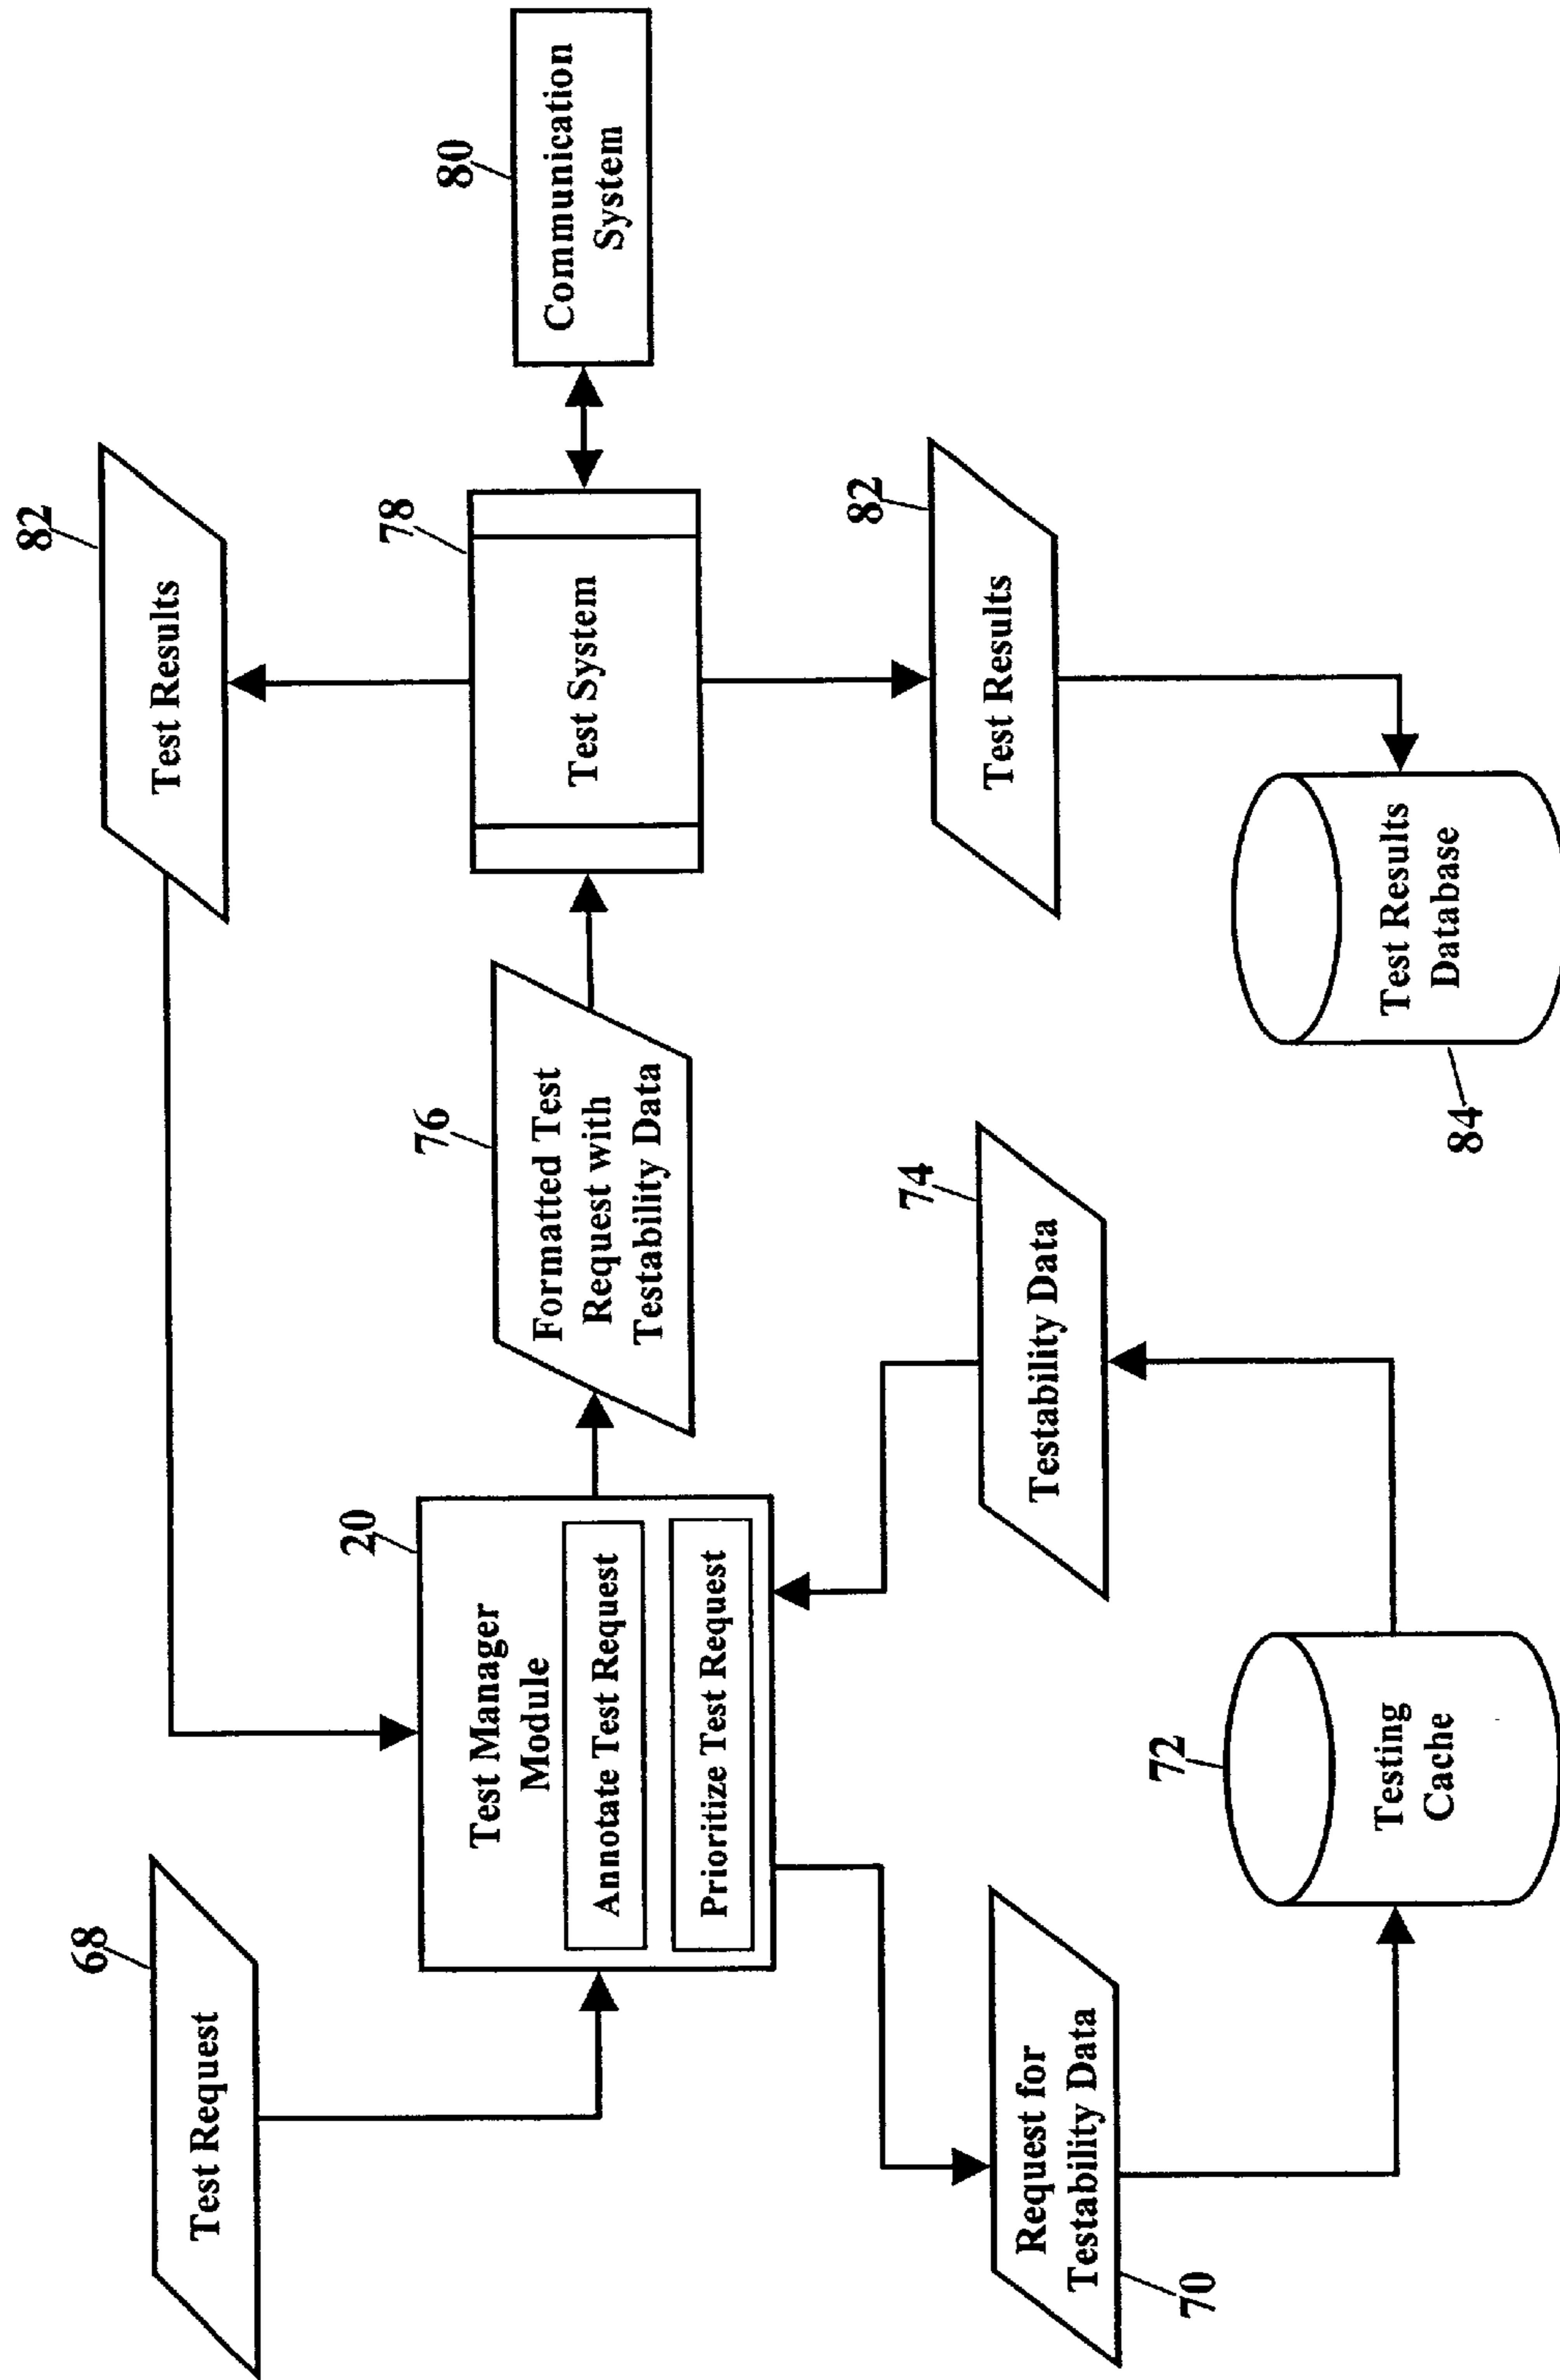 68
Test Request
20
Test Manager
Module
Annotate Test Request
Prioritize Test Request
70
Request for
Testability Data
72
Testing
Cache
74
Testability Data
76
Formatted Test
Request with
Testability Data
78
Test System
80
Communication
System
82
Test Results
82
Test Results
84
Test Results
Database